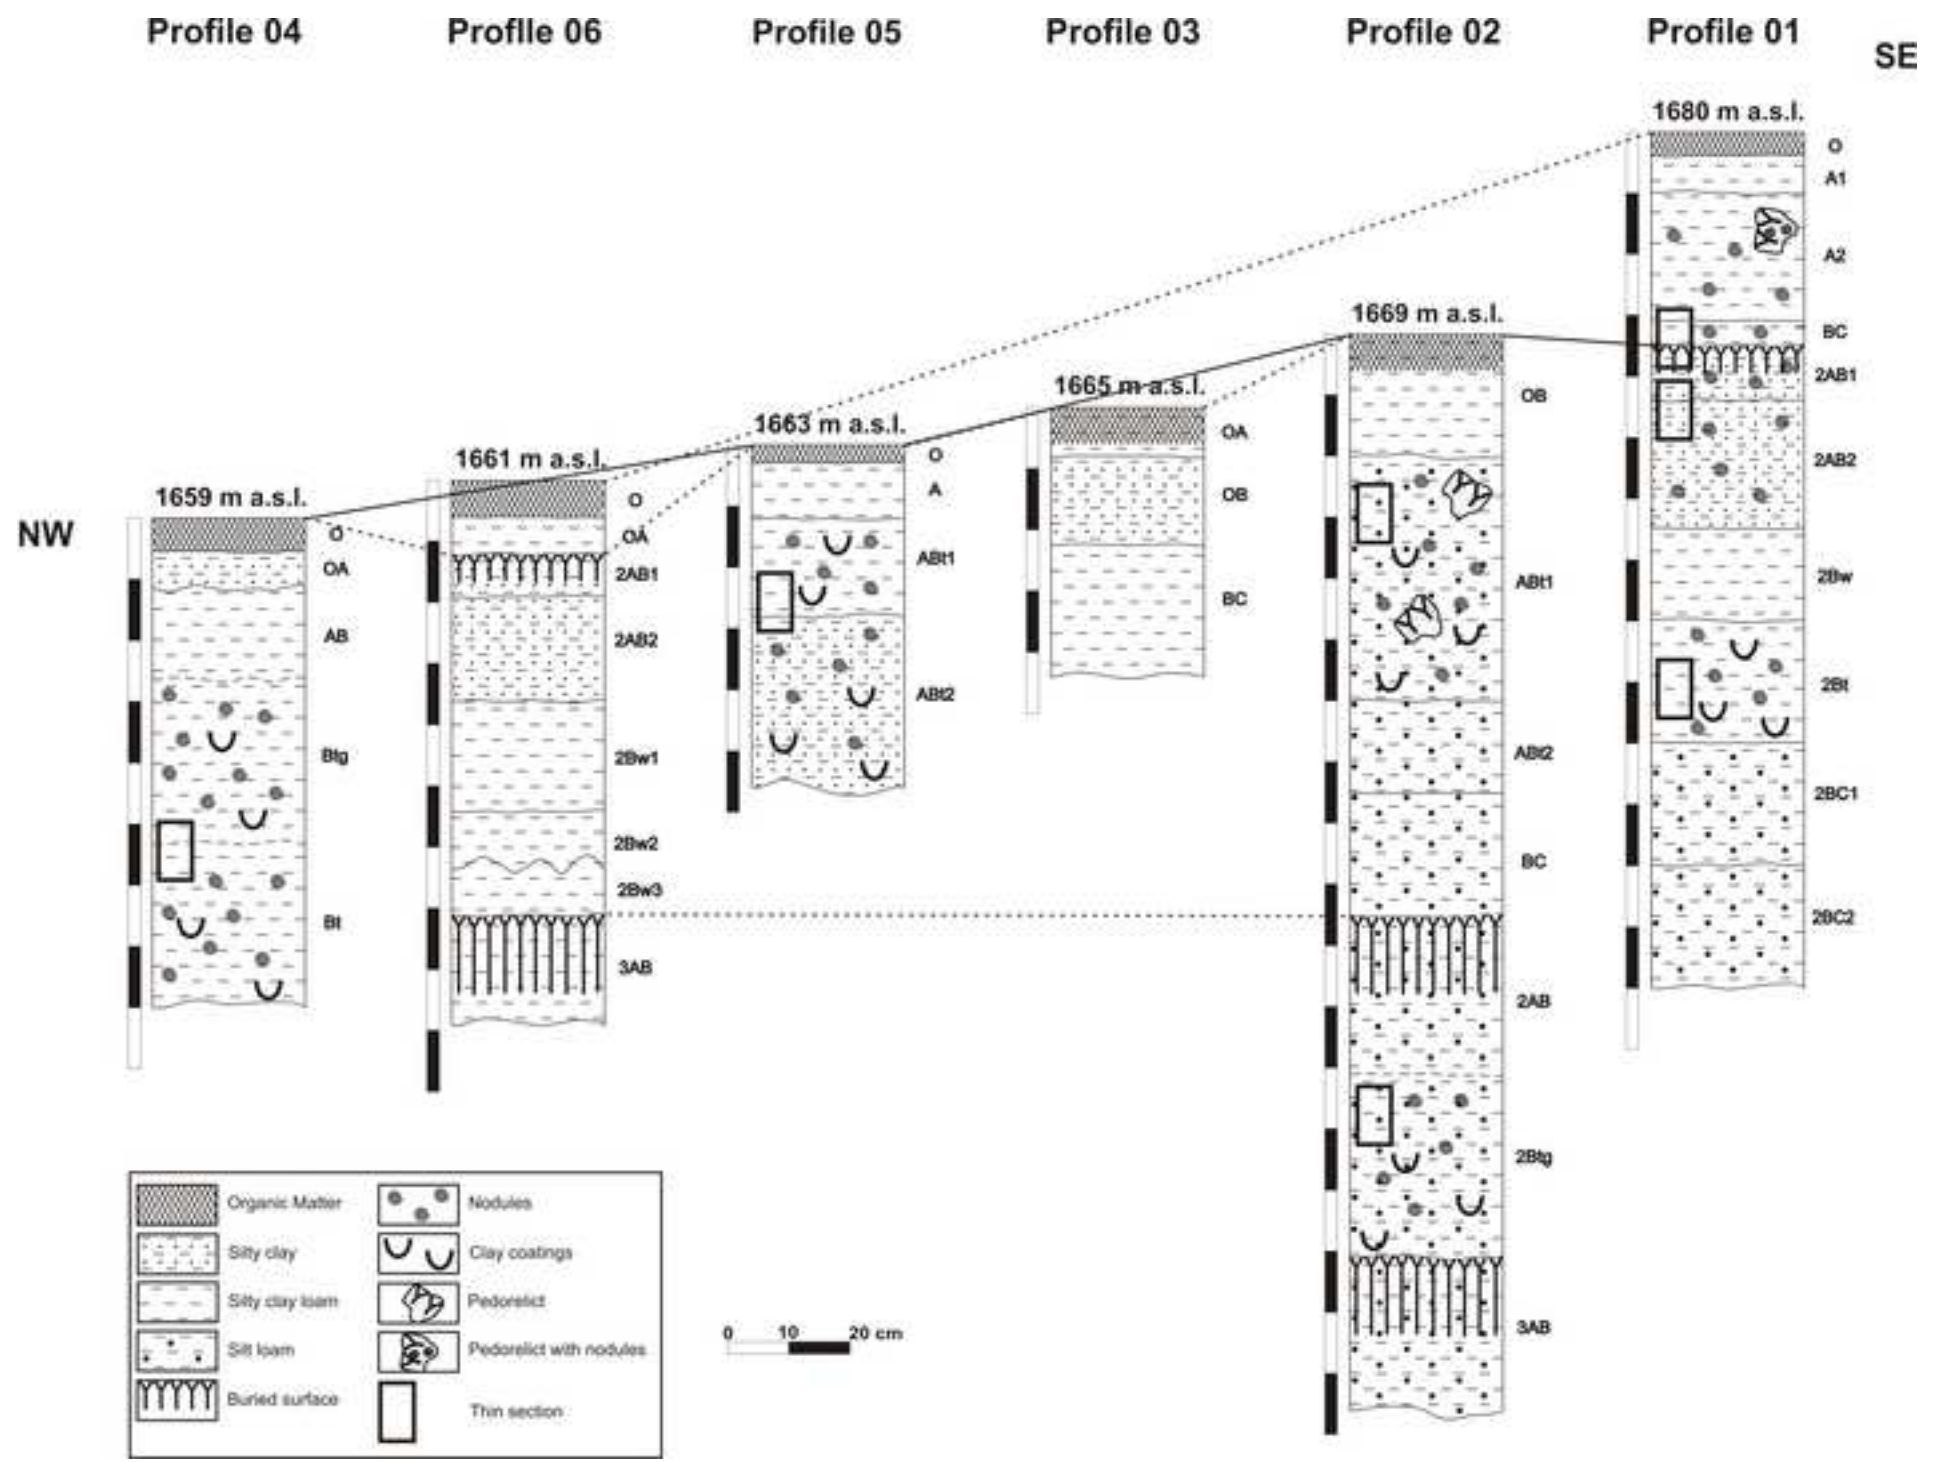 Profile 04 Profile 06 Profile 05 Profile 03 Profile 02 Profile 01
SE
NW
1659 m a.s.l.
O
OA
AB
Btg
Bt
1661 m a.s.l.
O
OA
2AB1
2AB2
2Bw1
2Bw2
2Bw3
3AB
1663 m a.s.l.
O
A
ABt1
ABt2
1665 m a.s.l.
OA
OB
BC
1669 m a.s.l.
OB
ABt1
ABt2
BC
2AB
2Btg
3AB
1680 m a.s.l.
O
A1
A2
BC
2AB1
2AB2
2Bw
2Bt
2BC1
2BC2
Organic Matter
Silty clay
Silty clay loam
Silt loam
Buried surface
Nodules
Clay coatings
Pedorelict
Pedorelict with nodules
Thin section
0 10 20 cm